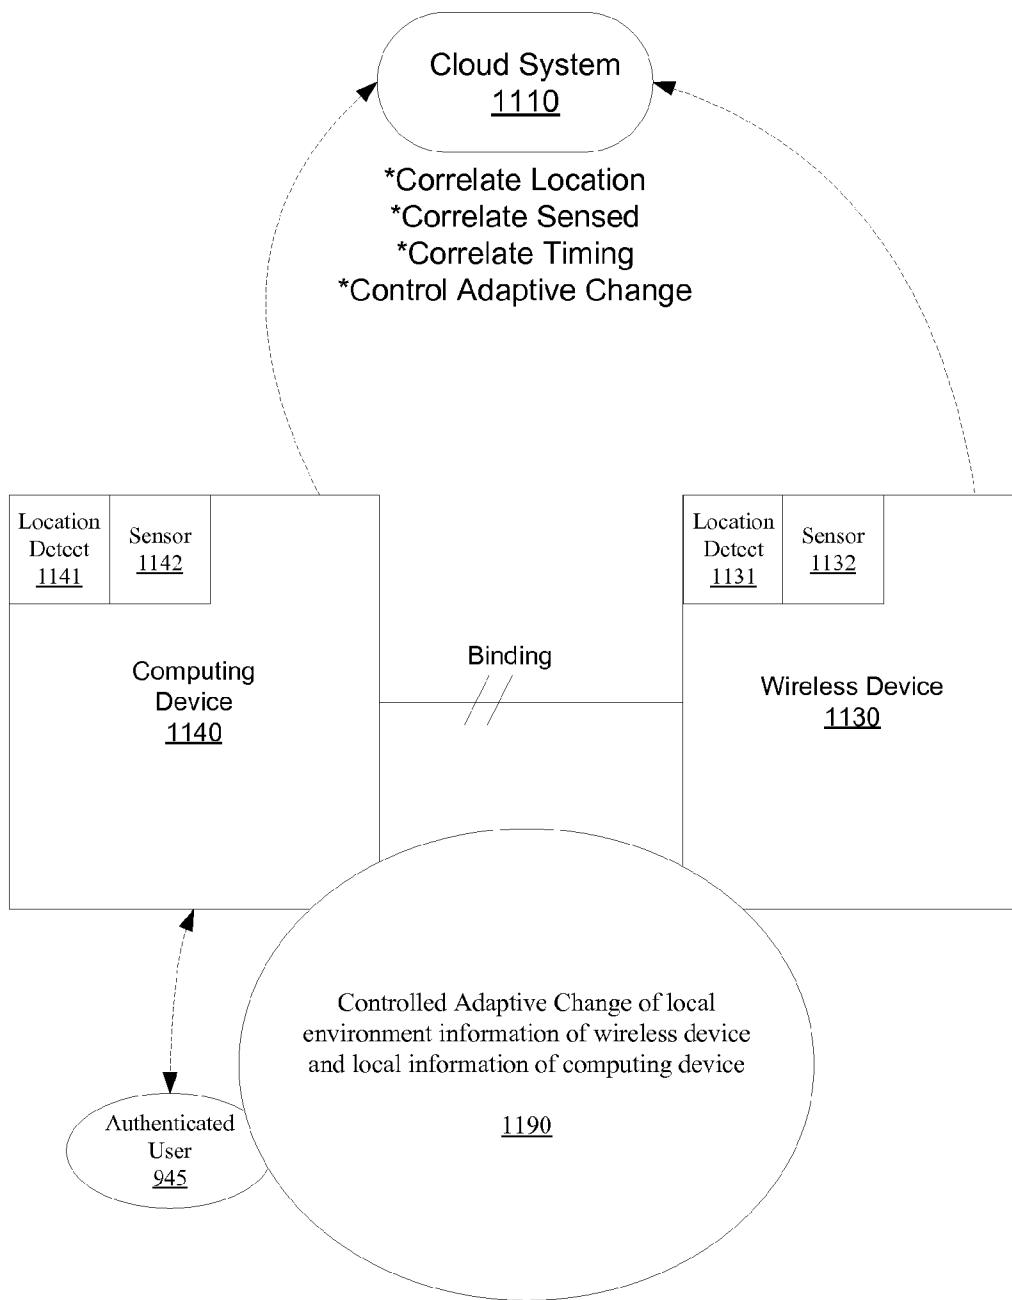 Cloud System
1110
*Correlate Location
*Correlate Sensed
*Correlate Timing
*Control Adaptive Change
Location
Detect
1141
Sensor
1142
Location
Detect
1131
Sensor
1132
Computing
Device
1140
Binding
Wireless Device
1130
Controlled Adaptive Change of local
environment information of wireless device
and local information of computing device
1190
Authenticated
User
945